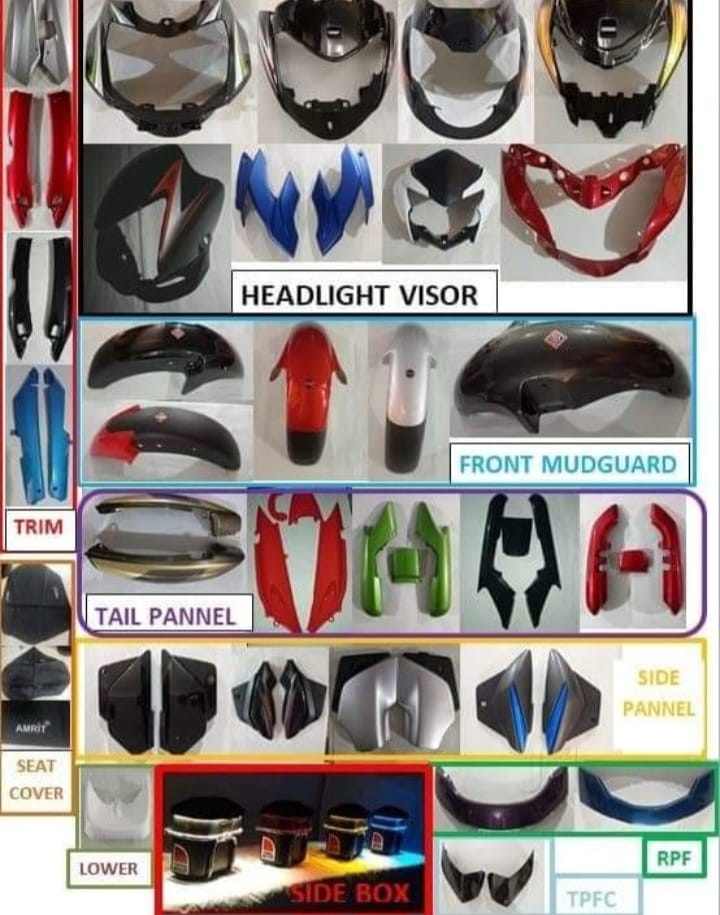 HEADLIGHT VISOR
FRONT MUDGUARD
TRIM
TAIL PANNEL
SIDE
PANNEL
AMRIT
SEAT
COVER
LOWER
SIDE BOX
RPF
TPFC